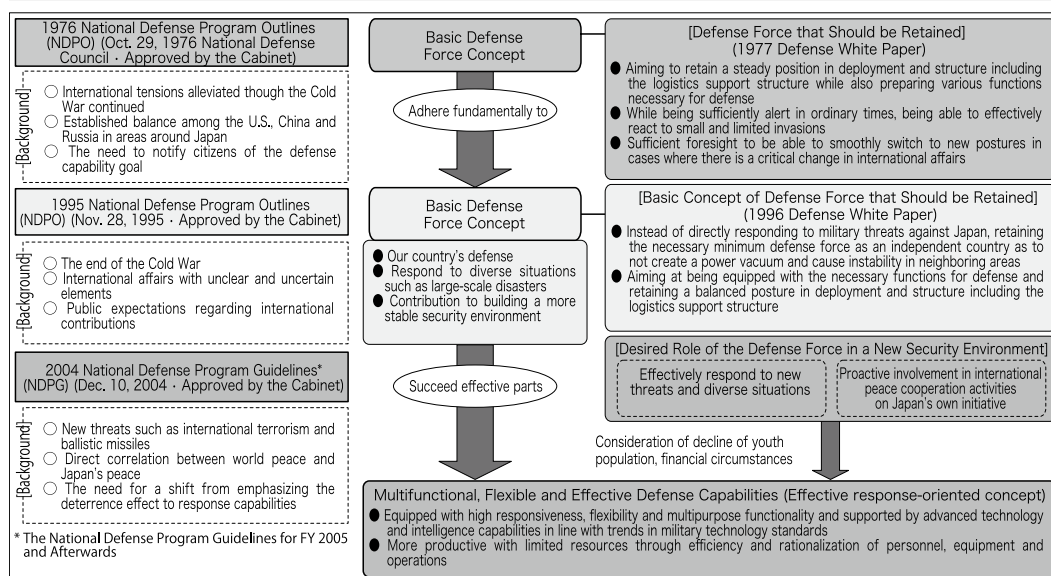 1976 National Defense Program Outlines
(NDPO) (Oct. 29, 1976 National Defense
Council · Approved by the Cabinet)
[Background]
○ International tensions alleviated though the Cold
War continued
○ Established balance among the U.S., China and
Russia in areas around Japan
○ The need to notify citizens of the defense
capability goal
1995 National Defense Program Outlines
(NDPO) (Nov. 28, 1995 · Approved by the Cabinet)
[Background]
○ The end of the Cold War
○ International affairs with unclear and uncertain
elements
○ Public expectations regarding international
contributions
2004 National Defense Program Guidelines*
(NDPG) (Dec. 10, 2004 · Approved by the Cabinet)
[Background]
○ New threats such as international terrorism and
ballistic missiles
○ Direct correlation between world peace and
Japan's peace
○ The need for a shift from emphasizing the
deterrence effect to response capabilities
* The National Defense Program Guidelines for FY 2005
and Afterwards
Basic Defense
Force Concept
Adhere fundamentally to
Basic Defense
Force Concept
● Our country's defense
● Respond to diverse situations
such as large-scale disasters
● Contribution to building a more
stable security environment
Succeed effective parts
[Defense Force that Should be Retained]
(1977 Defense White Paper)
● Aiming to retain a steady position in deployment and structure including
the logistics support structure while also preparing various functions
necessary for defense
● While being sufficiently alert in ordinary times, being able to effectively
react to small and limited invasions
● Sufficient foresight to be able to smoothly switch to new postures in
cases where there is a critical change in international affairs
[Basic Concept of Defense Force that Should be Retained]
(1996 Defense White Paper)
● Instead of directly responding to military threats against Japan, retaining
the necessary minimum defense force as an independent country as to
not create a power vacuum and cause instability in neighboring areas
● Aiming at being equipped with the necessary functions for defense and
retaining a balanced posture in deployment and structure including the
logistics support structure
[Desired Role of the Defense Force in a New Security Environment]
Effectively respond to new
threats and diverse situations
Proactive involvement in international
peace cooperation activities
on Japan's own initiative
Consideration of decline of youth
population, financial circumstances
Multifunctional, Flexible and Effective Defense Capabilities (Effective response-oriented concept)
● Equipped with high responsiveness, flexibility and multipurpose functionality and supported by advanced technology
and intelligence capabilities in line with trends in military technology standards
● More productive with limited resources through efficiency and rationalization of personnel, equipment and
operations